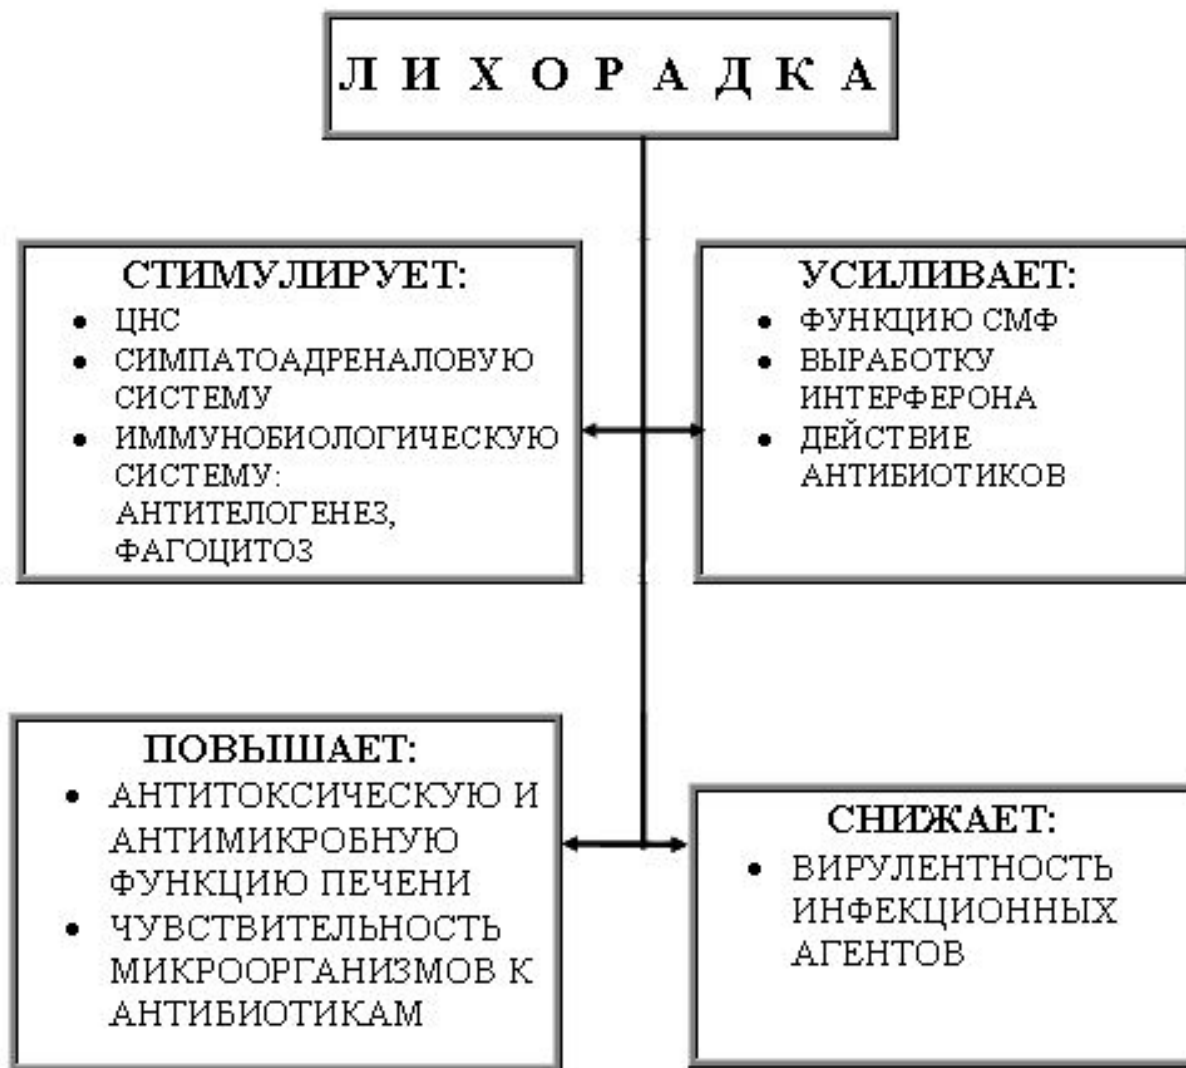 ЛИХОРАДКА
СТИМУЛИРУЕТ:
• ЦНС
• СИМПАТОАДРЕНАЛОВУЮ
СИСТЕМУ
• ИММУНОБИОЛОГИЧЕСКУЮ
СИСТЕМУ:
АНТИТЕЛОГЕНЕЗ,
ФАГОЦИТОЗ
УСИЛИВАЕТ:
• ФУНКЦИЮ СМФ
• ВЫРАБОТКУ
ИНТЕРФЕРОНА
• ДЕЙСТВИЕ
АНТИБИОТИКОВ
ПОВЫШАЕТ:
• АНТИТОКСИЧЕСКУЮ И
АНТИМИКРОБНУЮ
ФУНКЦИЮ ПЕЧЕНИ
• ЧУВСТВИТЕЛЬНОСТЬ
МИКРООРГАНИЗМОВ К
АНТИБИОТИКАМ
СНИЖАЕТ:
• ВИРУЛЕНТНОСТЬ
ИНФЕКЦИОННЫХ
АГЕНТОВ